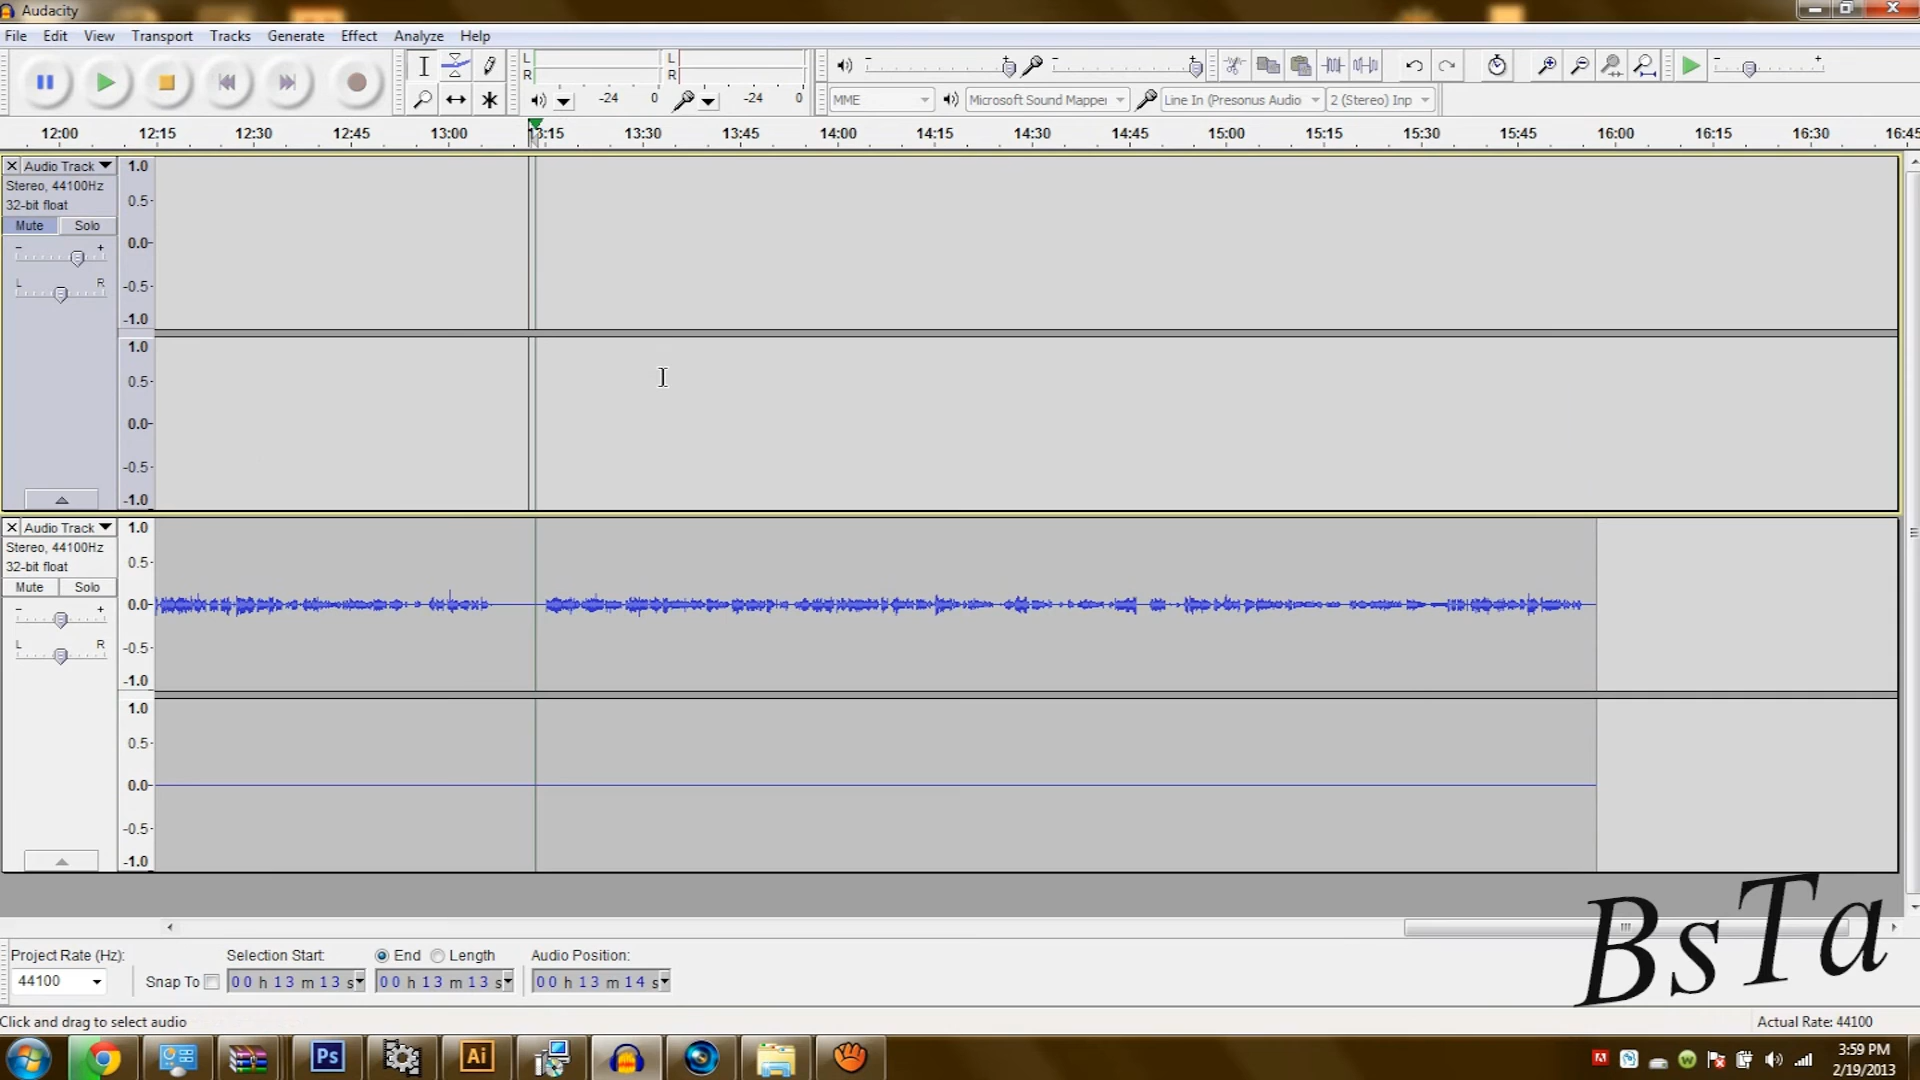 Audacity
File Edit View Transport Tracks Generate Effect Analyze Help
L R -24 0 L R -24 0
MME Microsoft Sound Mapper Line In (Presonus Audio 2 (Stereo) Inp
12:00 12:15 12:30 12:45 13:00 13:15 13:30 13:45 14:00 14:15 14:30 14:45 15:00 15:15 15:30 15:45 16:00 16:15 16:30 16:45
Audio Track
Stereo, 44100Hz
32-bit float
Mute Solo
- +
L R
1.0
0.5
0.0
-0.5
-1.0
1.0
0.5
0.0
-0.5
-1.0
Audio Track
Stereo, 44100Hz
32-bit float
Mute Solo
- +
L R
1.0
0.5
0.0
-0.5
-1.0
1.0
0.5
0.0
-0.5
-1.0
BsTa
Project Rate (Hz): Selection Start: End Length Audio Position:
44100 Snap To 00 h 13 m 13 s 00 h 13 m 13 s 00 h 13 m 14 s
Click and drag to select audio Actual Rate: 44100
Ps Ai
3:59 PM
2/19/2013